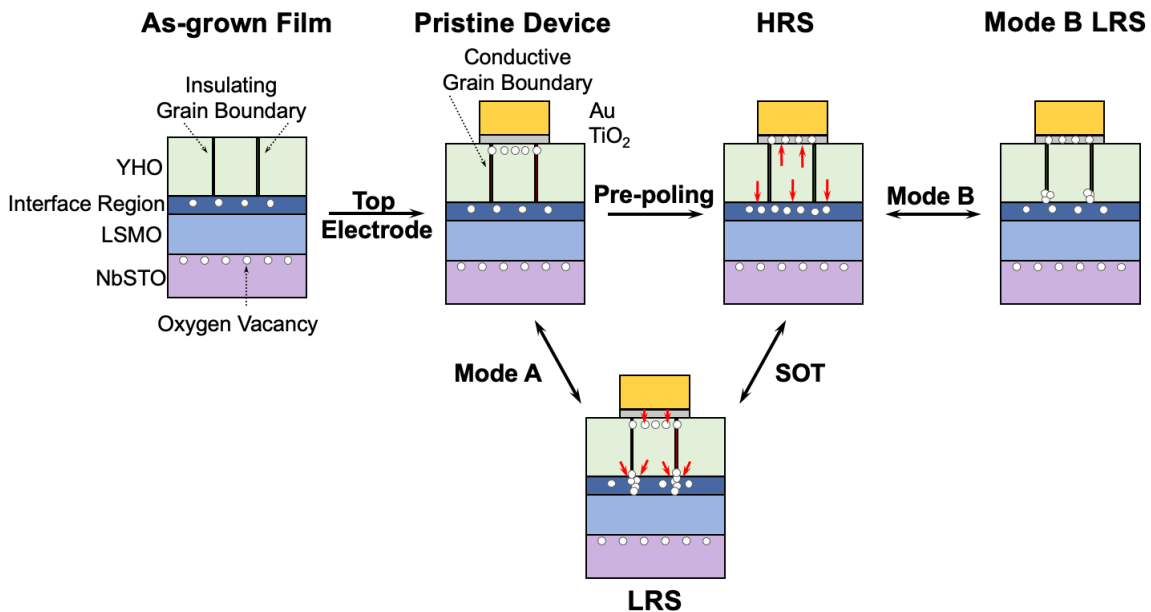 As-grown Film
Pristine Device
HRS
Mode B LRS
Insulating
Grain Boundary
Conductive
Grain Boundary
Au
TiO₂
YHO
Interface Region
LSMO
NbSTO
Oxygen Vacancy
Top
Electrode
Pre-poling
Mode B
Mode A
SOT
LRS